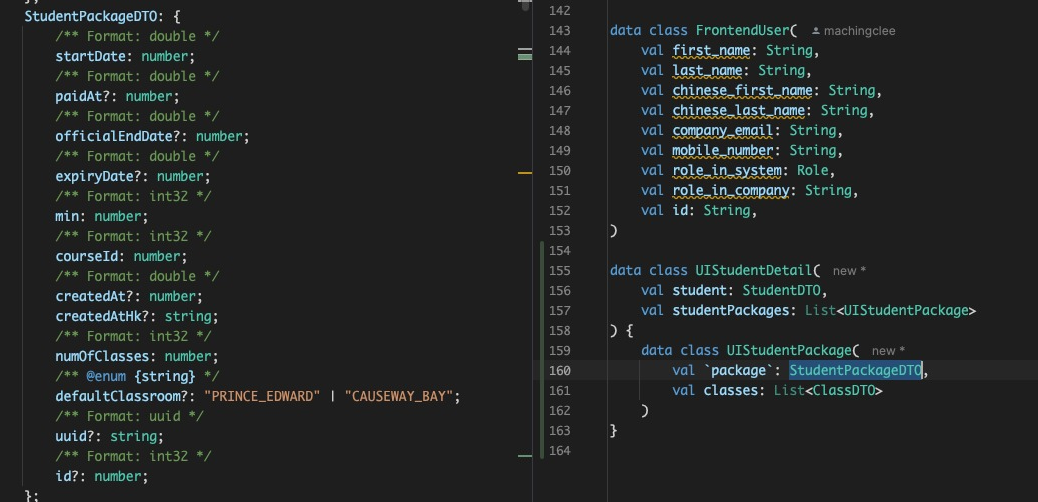 };
StudentPackageDTO: {
/** Format: double */
startDate: number;
/** Format: double */
paidAt?: number;
/** Format: double */
officialEndDate?: number;
/** Format: double */
expiryDate?: number;
/** Format: int32 */
min: number;
/** Format: int32 */
courseId: number;
/** Format: double */
createdAt?: number;
createdAtHk?: string;
/** Format: int32 */
numOfClasses: number;
/** @enum {string} */
defaultClassroom?: "PRINCE_EDWARD" | "CAUSEWAY_BAY";
/** Format: uuid */
uuid?: string;
/** Format: int32 */
id?: number;
};
142
143 data class FrontendUser( machingclee
144 val first_name: String,
145 val last_name: String,
146 val chinese_first_name: String,
147 val chinese_last_name: String,
148 val company_email: String,
149 val mobile_number: String,
150 val role_in_system: Role,
151 val role_in_company: String,
152 val id: String,
153 )
154
155 data class UIStudentDetail( new *
156 val student: StudentDTO,
157 val studentPackages: List<UIStudentPackage>
158 ) {
159 data class UIStudentPackage( new *
160 val `package`: StudentPackageDTO,
161 val classes: List<ClassDTO>
162 )
163 }
164